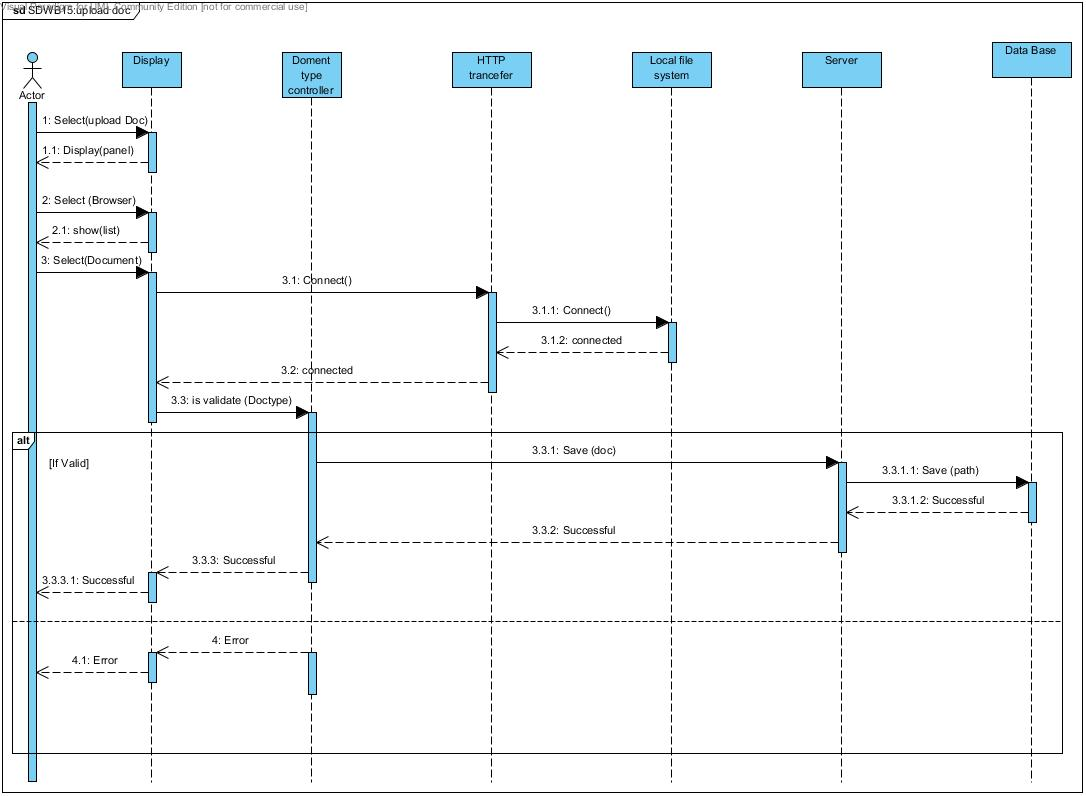 Visual Paradigm for UML Community Edition [not for commercial use]
sd SDWB15:upload doc
Actor
Display
Doment
type
controller
HTTP
trancefer
Local file
system
Server
Data Base
1: Select(upload Doc)
1.1: Display(panel)
2: Select (Browser)
2.1: show(list)
3: Select(Document)
3.1: Connect()
3.1.1: Connect()
3.1.2: connected
3.2: connected
3.3: is validate (Doctype)
alt
[If Valid]
3.3.1: Save (doc)
3.3.1.1: Save (path)
3.3.1.2: Successful
3.3.2: Successful
3.3.3: Successful
3.3.3.1: Successful
4: Error
4.1: Error